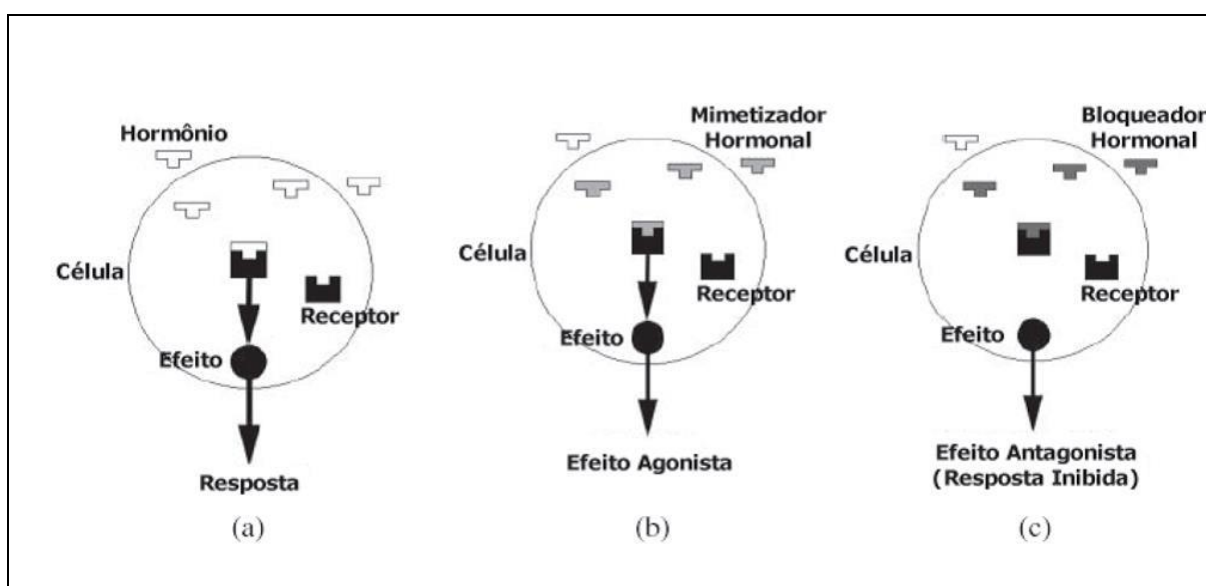 Hormônio
Célula
Receptor
Efeito
Resposta
(a)
Mimetizador
Hormonal
Célula
Receptor
Efeito
Efeito Agonista
(b)
Bloqueador
Hormonal
Célula
Receptor
Efeito
Efeito Antagonista
(Resposta Inibida)
(c)